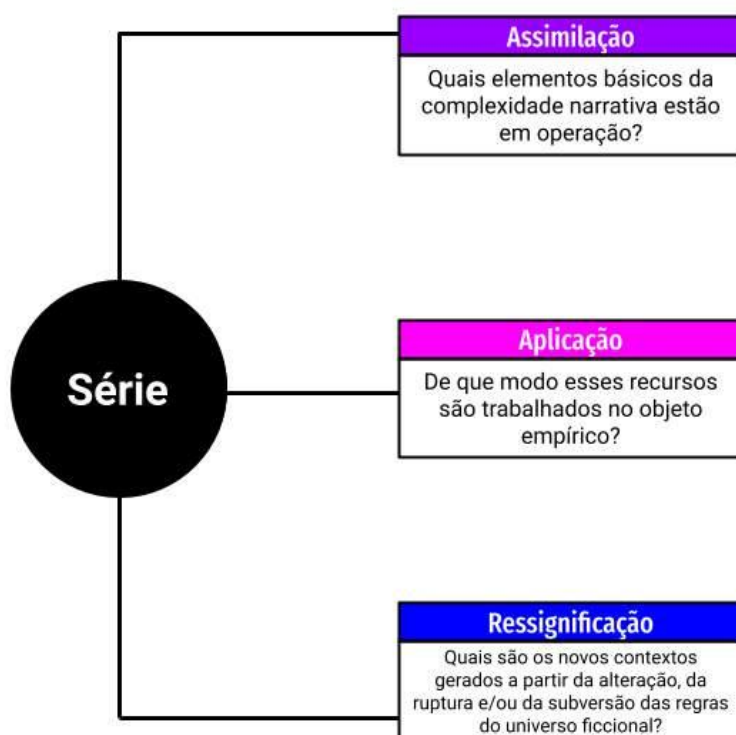 Assimilação
Quais elementos básicos da
complexidade narrativa estão
em operação?
Série
Aplicação
De que modo esses recursos
são trabalhados no objeto
empírico?
Ressignificação
Quais são os novos contextos
gerados a partir da alteração, da
ruptura e/ou da subversão das regras
do universo ficcional?